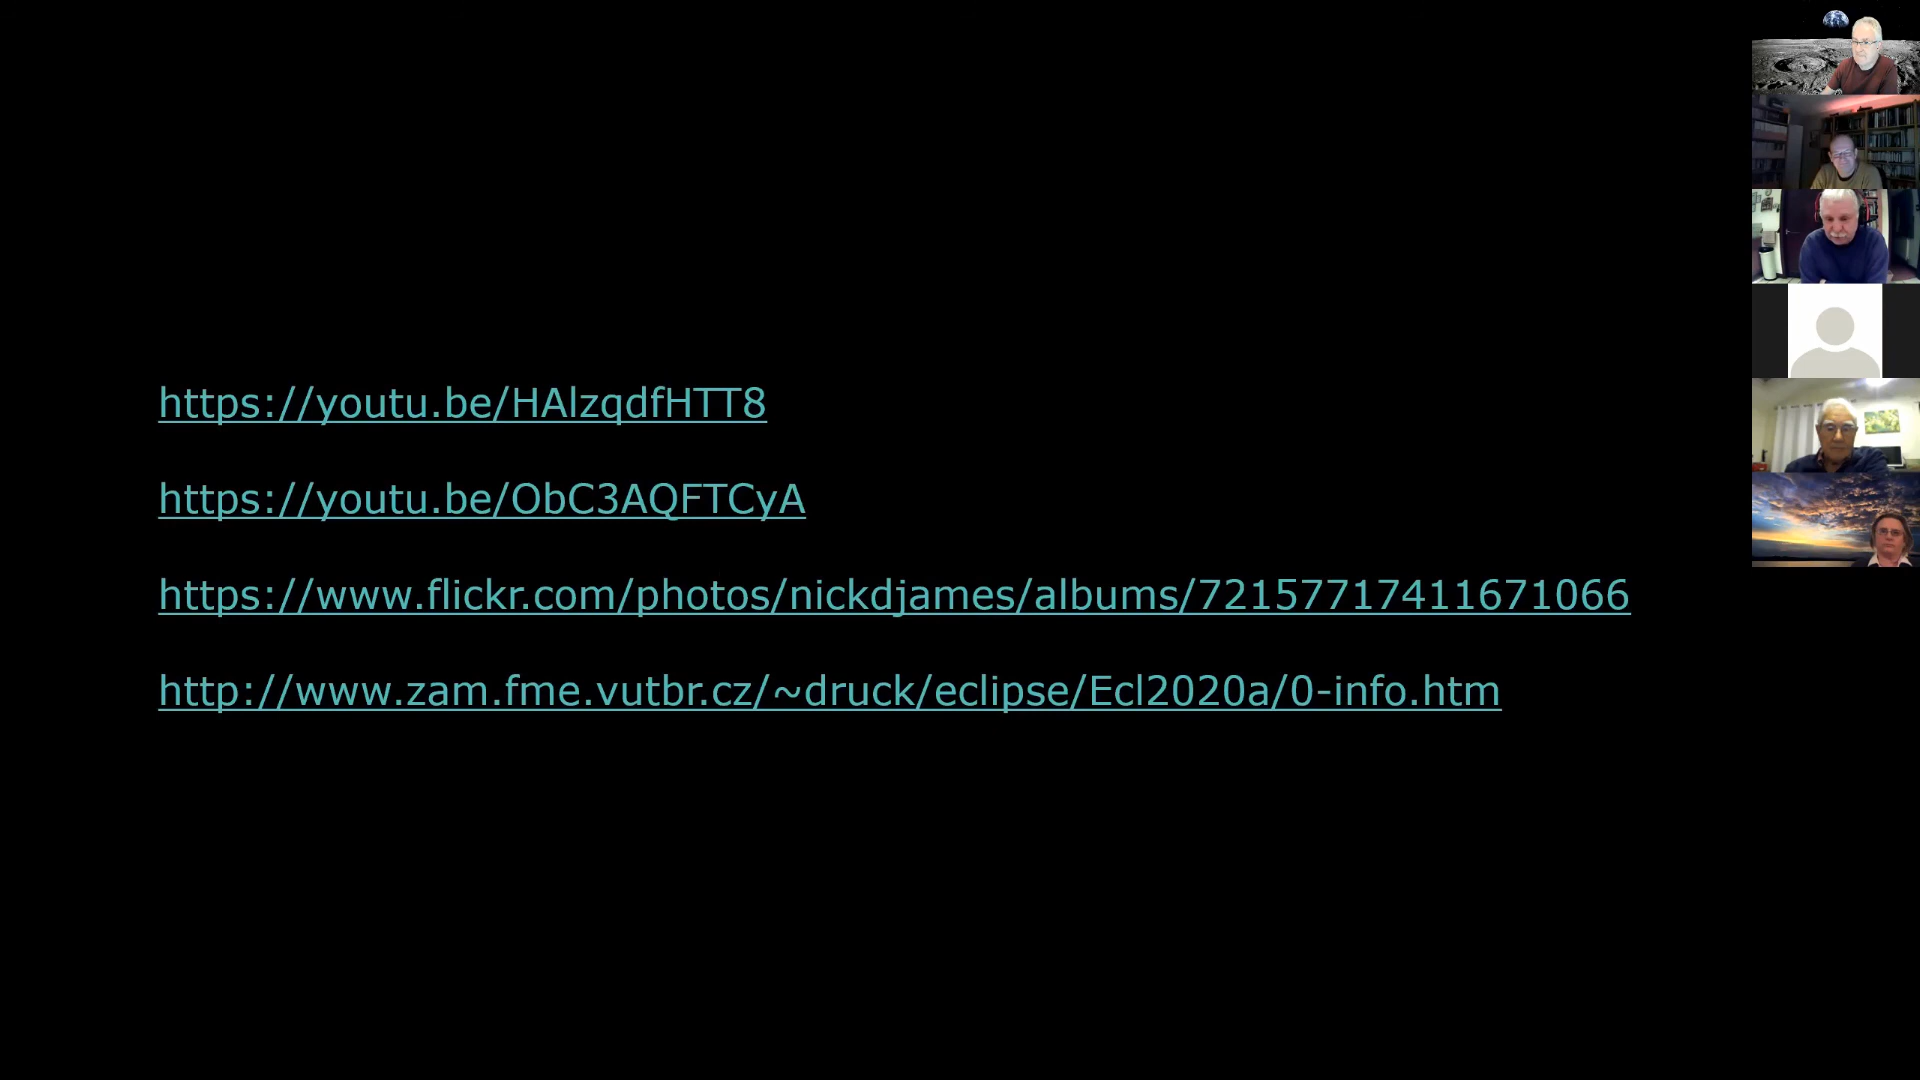 https://youtu.be/HAlzqdfHTT8
https://youtu.be/ObC3AQFTCyA
https://www.flickr.com/photos/nickdjames/albums/72157717411671066
http://www.zam.fme.vutbr.cz/~druck/eclipse/Ecl2020a/0-info.htm